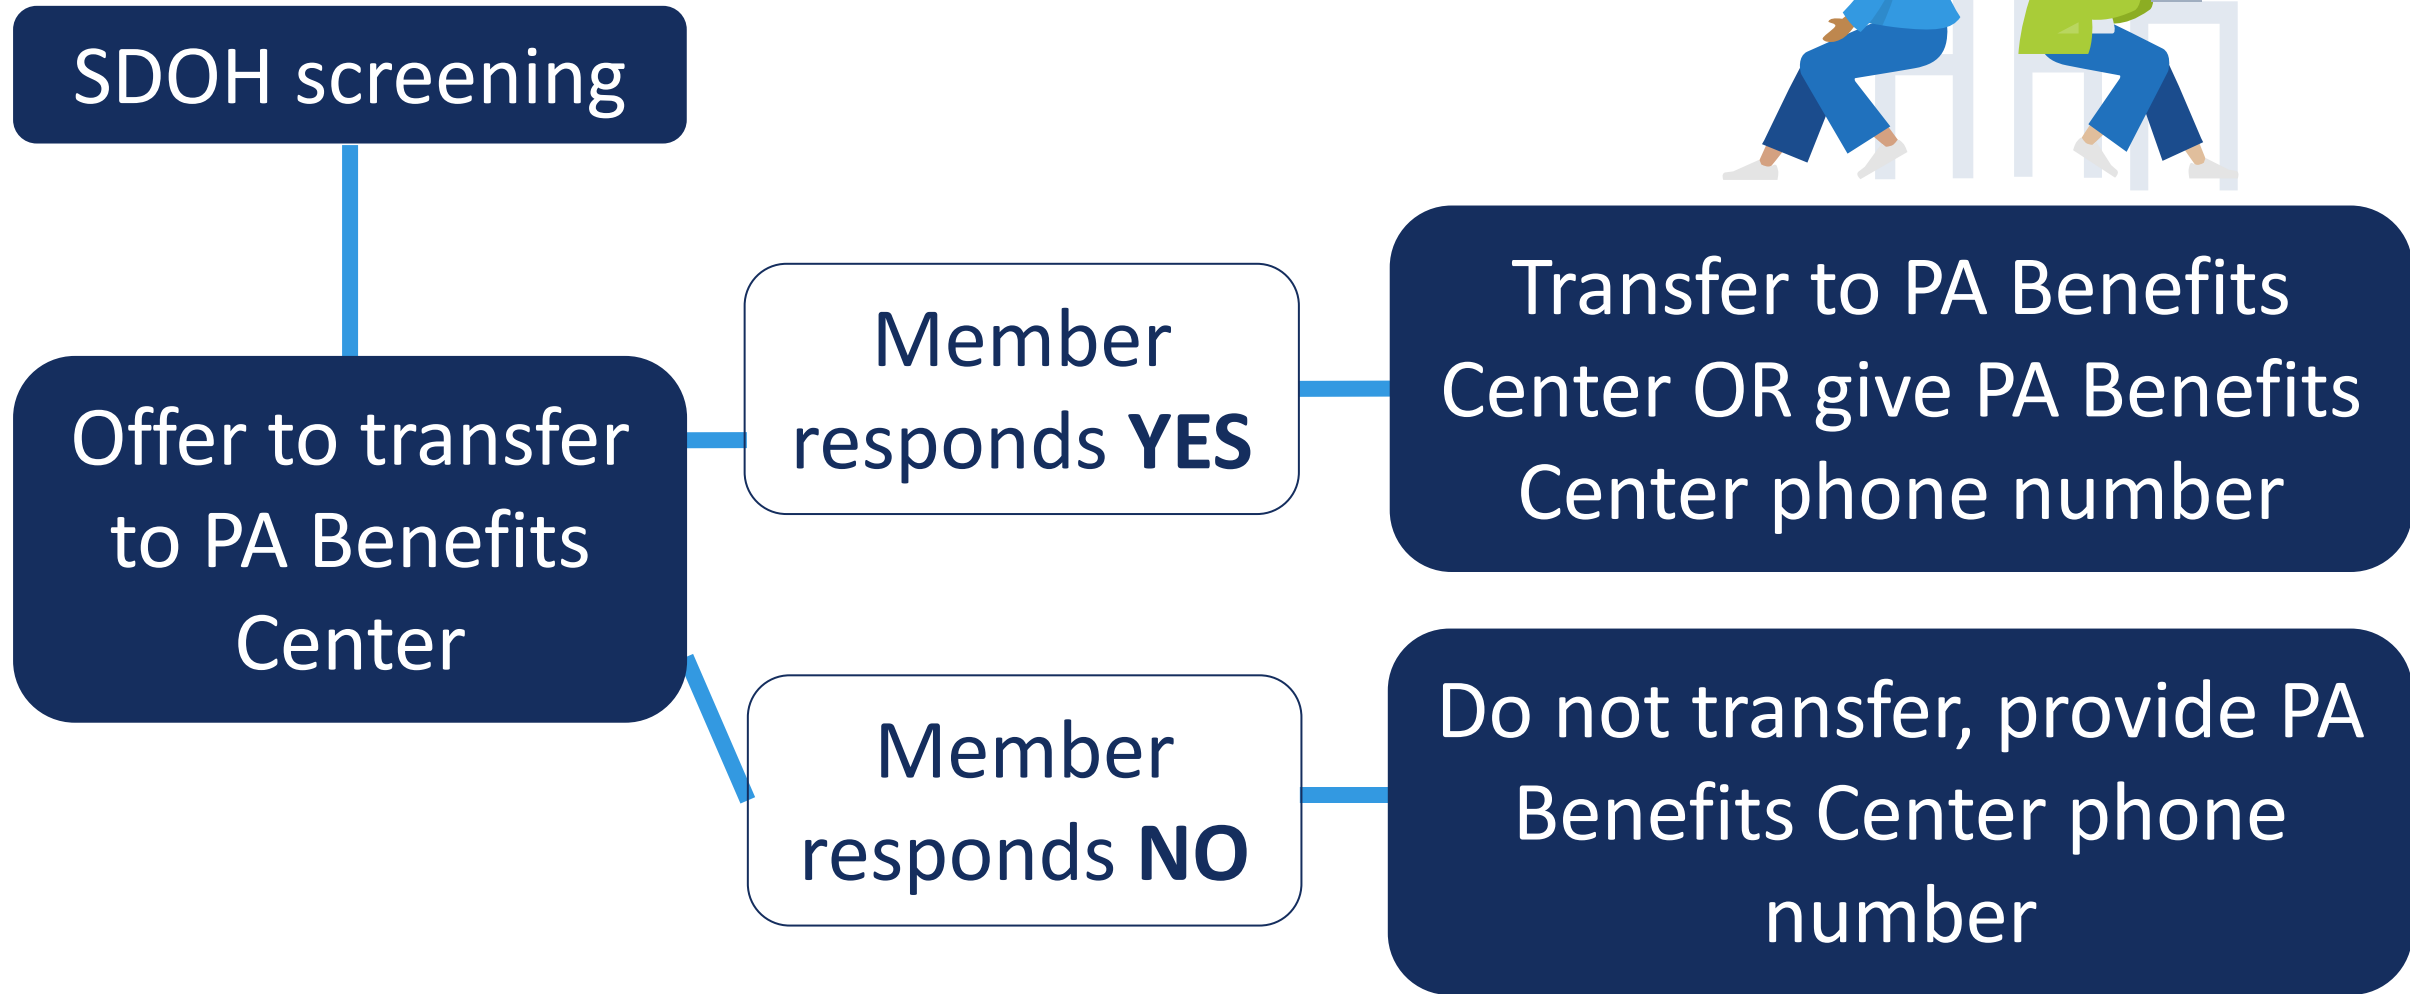 SDOH screening
Offer to transfer
to PA Benefits
Center
Member
responds YES
Transfer to PA Benefits
Center OR give PA Benefits
Center phone number
Member
responds NO
Do not transfer, provide PA
Benefits Center phone
number